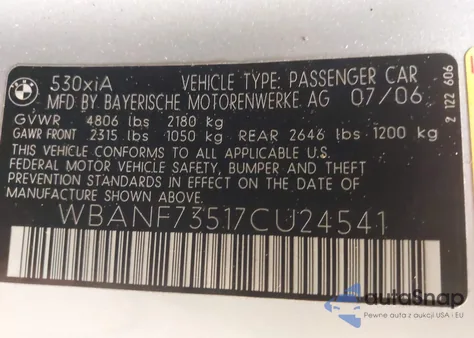 530xiA VEHICLE TYPE: PASSENGER CAR
MFD BY BAYERISCHE MOTORENWERKE AG 07/06
GVWR 4806 lbs 2180 kg
GAWR FRONT 2315 lbs 1050 kg REAR 2646 lbs 1200 kg
THIS VEHICLE CONFORMS TO ALL APPLICABLE U.S.
FEDERAL MOTOR VEHICLE SAFETY, BUMPER AND THEFT
PREVENTION STANDARDS IN EFFECT ON THE DATE OF
MANUFACTURE SHOWN ABOVE.
WBANF73517CU24541
2 122 606
autoSnap
Pewne auta z aukcji USA i EU